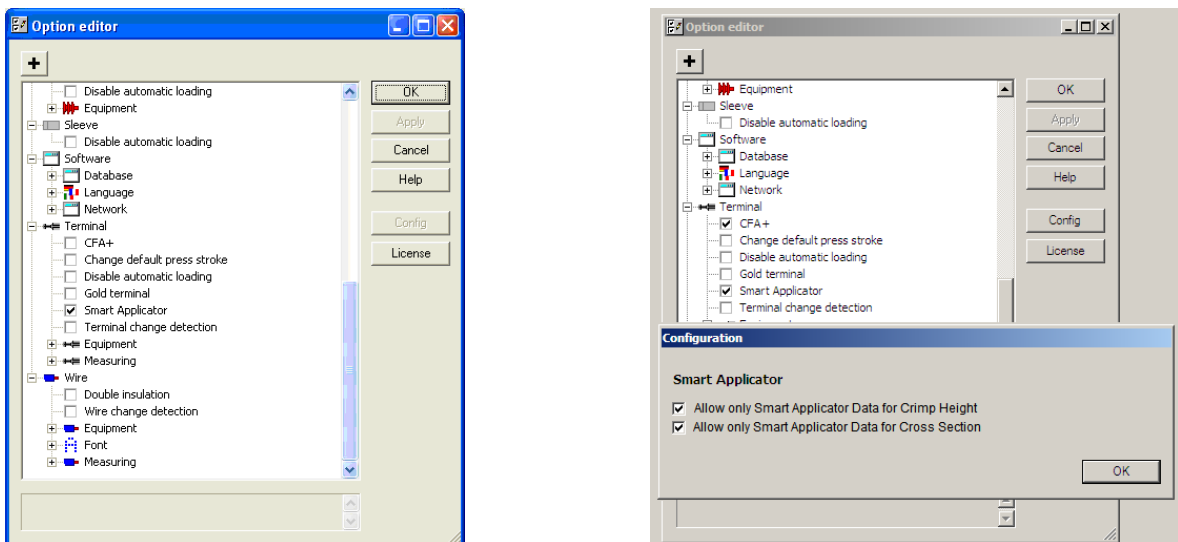 Option editor
Disable automatic loading
Equipment
Sleeve
Disable automatic loading
Software
Database
Language
Network
Terminal
CFA+
Change default press stroke
Disable automatic loading
Gold terminal
Smart Applicator
Terminal change detection
Equipment
Measuring
Wire
Double insulation
Wire change detection
Equipment
Font
Measuring
OK
Apply
Cancel
Help
Config
License
Option editor
Equipment
Sleeve
Disable automatic loading
Software
Database
Language
Network
Terminal
CFA+
Change default press stroke
Disable automatic loading
Gold terminal
Smart Applicator
Terminal change detection
OK
Apply
Cancel
Help
Config
License
Configuration
Smart Applicator
Allow only Smart Applicator Data for Crimp Height
Allow only Smart Applicator Data for Cross Section
OK